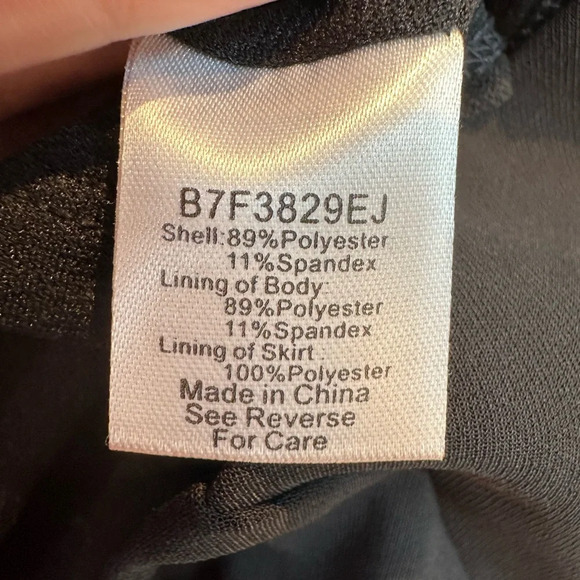 B7F3829EJ
Shell:89%Polyester
11%Spandex
Lining of Body:
89%Polyester
11%Spandex
Lining of Skirt:
100%Polyester
Made in China
See Reverse
For Care